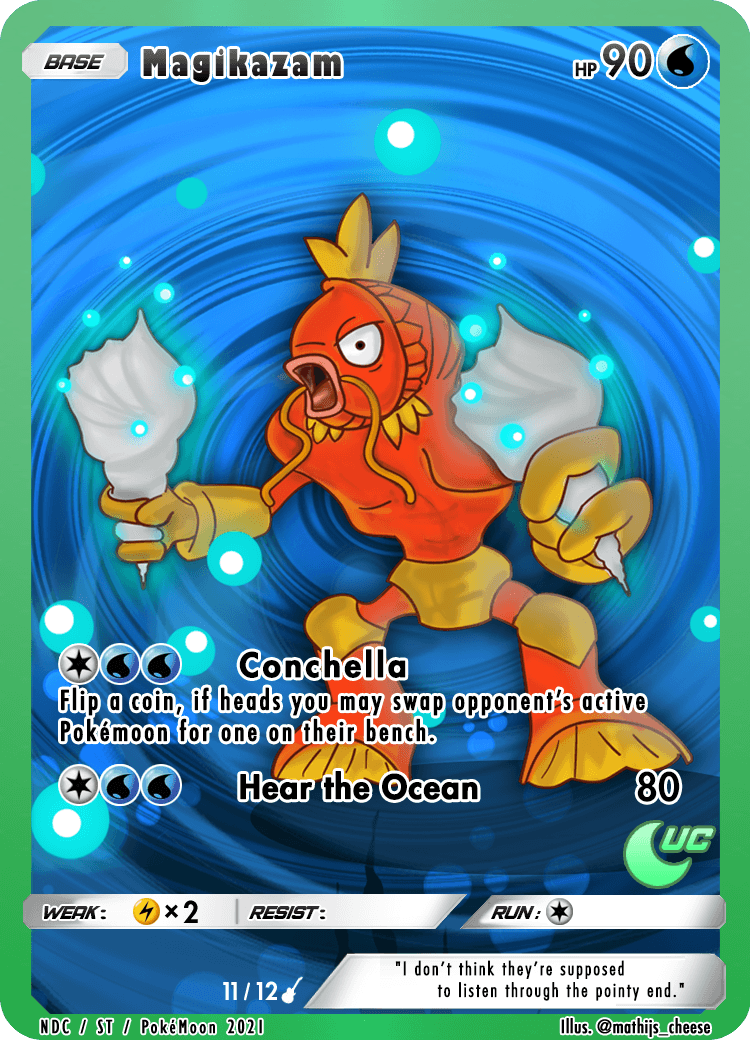 BASE Magikazam HP 90
Conchella
Flip a coin, if heads you may swap opponent's active
Pokémoon for one on their bench.
Hear the Ocean 80
UC
WEAK: ×2 RESIST: RUN:
"I don't think they're supposed
to listen through the pointy end."
11/12
NDC / ST / PokéMoon 2021 Illus. @mathijs_cheese